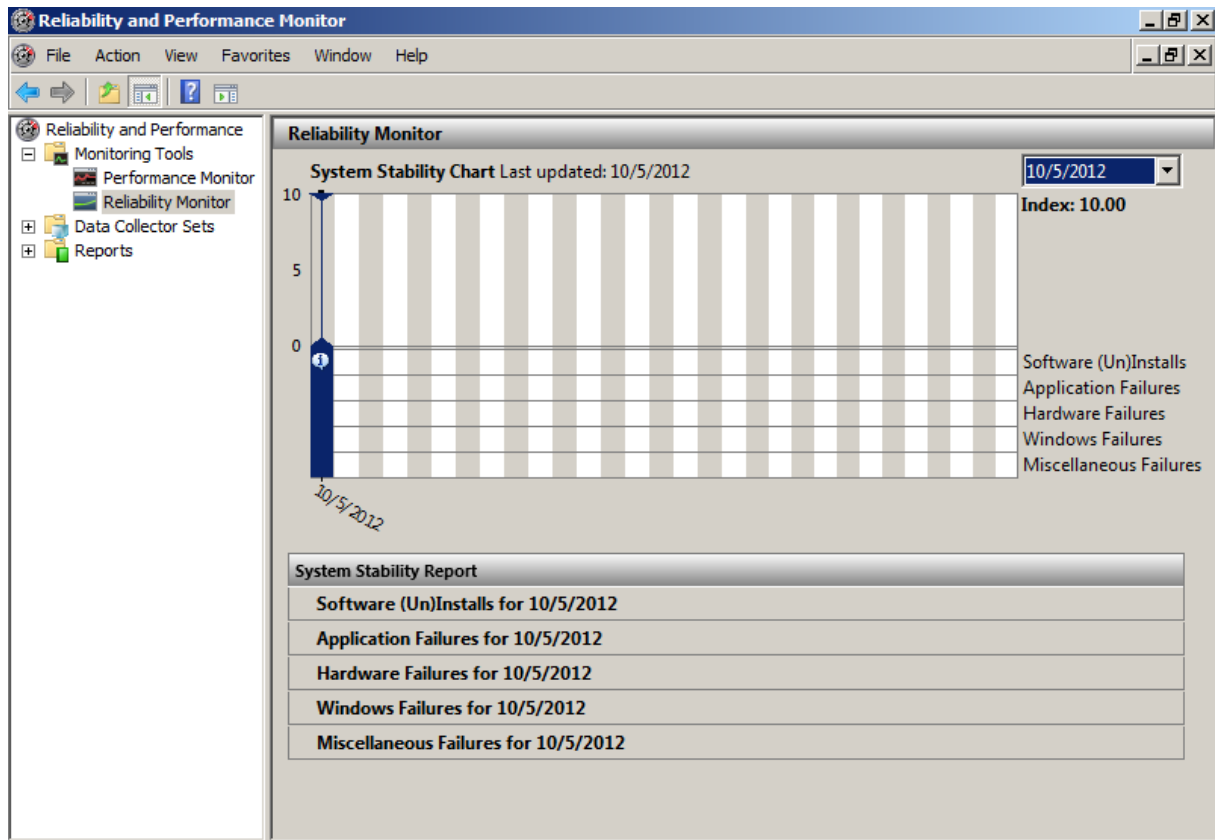 Reliability and Performance Monitor
File Action View Favorites Window Help
Reliability and Performance
Monitoring Tools
Performance Monitor
Reliability Monitor
Data Collector Sets
Reports
Reliability Monitor
System Stability Chart Last updated: 10/5/2012
10/5/2012
Index: 10.00
10
5
0
Software (Un)Installs
Application Failures
Hardware Failures
Windows Failures
Miscellaneous Failures
10/5/2012
System Stability Report
Software (Un)Installs for 10/5/2012
Application Failures for 10/5/2012
Hardware Failures for 10/5/2012
Windows Failures for 10/5/2012
Miscellaneous Failures for 10/5/2012